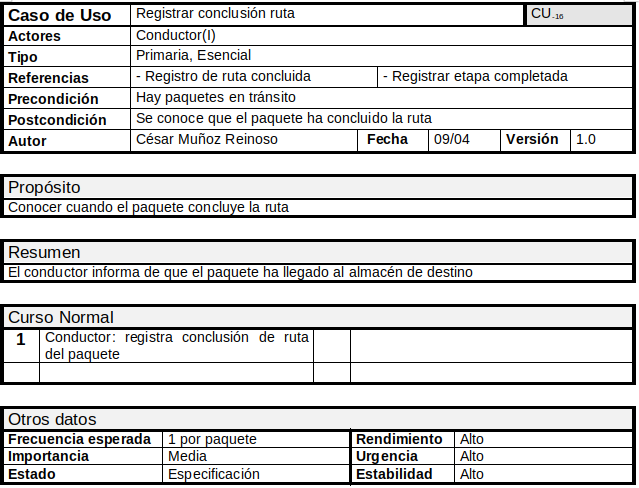 Caso de Uso Registrar conclusión ruta CU-16
Actores Conductor(I)
Tipo Primaria, Esencial
Referencias - Registro de ruta concluida - Registrar etapa completada
Precondición Hay paquetes en tránsito
Postcondición Se conoce que el paquete ha concluido la ruta
Autor César Muñoz Reinoso Fecha 09/04 Versión 1.0
Propósito
Conocer cuando el paquete concluye la ruta
Resumen
El conductor informa de que el paquete ha llegado al almacén de destino
Curso Normal
1 Conductor: registra conclusión de ruta
del paquete
Otros datos
Frecuencia esperada 1 por paquete Rendimiento Alto
Importancia Media Urgencia Alto
Estado Especificación Estabilidad Alto